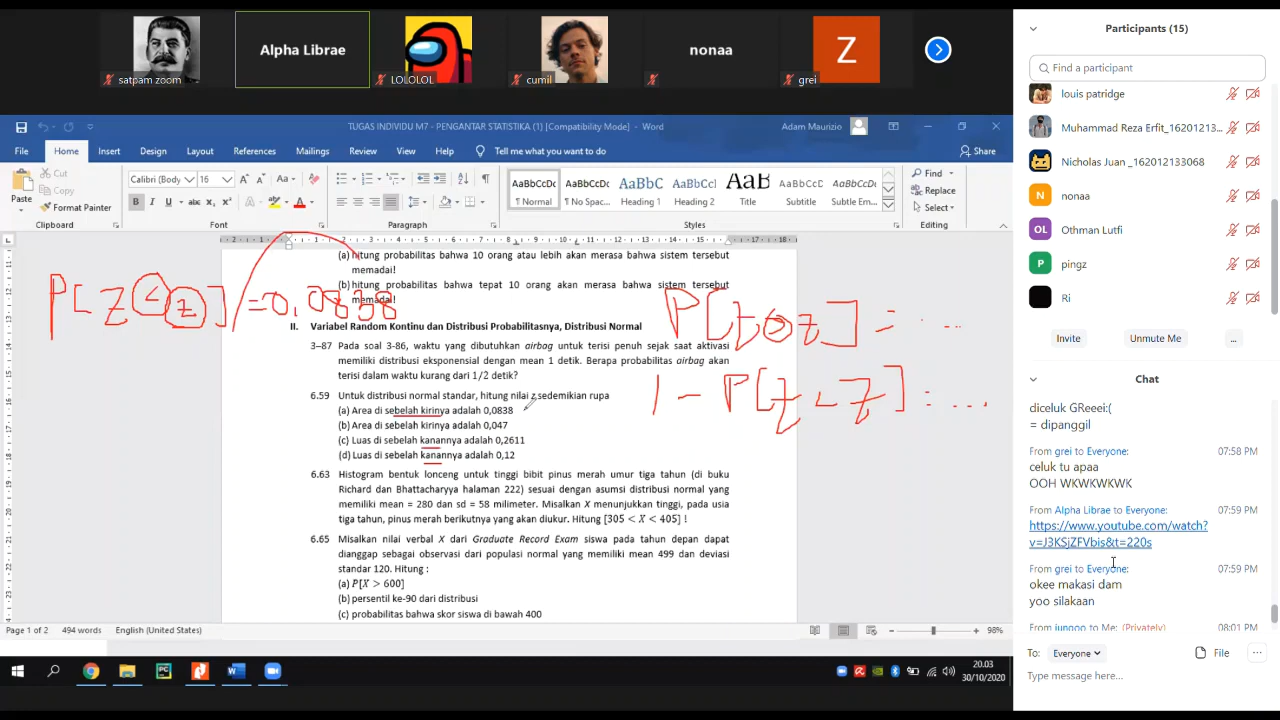 satpam zoom
Alpha Librae
LOLOLOL
cumil
nonaa
Z
grei
TUGAS INDIVIDU M7 - PENGANTAR STATISTIKA (1) [Compatibility Mode] - Word
Adam Maurizio
File Home Insert Design Layout References Mailings Review View Help Tell me what you want to do Share
Cut
Copy
Format Painter
Paste
Clipboard
Calibri (Body) 16
Font
Paragraph
AaBbCcDc AaBbCcDc AaBbC AaBbCcC AaB AaBbCcC AaBbCcDc
¶ Normal ¶ No Spac... Heading 1 Heading 2 Title Subtitle Subtle Em...
Styles
Find
Replace
Select
Editing
(a) hitung probabilitas bahwa 10 orang atau lebih akan merasa bahwa sistem tersebut
memadai!
(b) hitung probabilitas bahwa tepat 10 orang akan merasa bahwa sistem tersebut
memadai!
P[Z < z] = 0,0838
P[z > z] = ....
1 - P[z < z] = ...
II. Variabel Random Kontinu dan Distribusi Probabilitasnya, Distribusi Normal
3–87 Pada soal 3-86, waktu yang dibutuhkan airbag untuk terisi penuh sejak saat aktivasi
memiliki distribusi eksponensial dengan mean 1 detik. Berapa probabilitas airbag akan
terisi dalam waktu kurang dari 1/2 detik?
6.59 Untuk distribusi normal standar, hitung nilai z sedemikian rupa
(a) Area di sebelah kirinya adalah 0,0838
(b) Area di sebelah kirinya adalah 0,047
(c) Luas di sebelah kanannya adalah 0,2611
(d) Luas di sebelah kanannya adalah 0,12
6.63 Histogram bentuk lonceng untuk tinggi bibit pinus merah umur tiga tahun (di buku
Richard dan Bhattacharyya halaman 222) sesuai dengan asumsi distribusi normal yang
memiliki mean = 280 dan sd = 58 milimeter. Misalkan X menunjukkan tinggi, pada usia
tiga tahun, pinus merah berikutnya yang akan diukur. Hitung [305 < X < 405] !
6.65 Misalkan nilai verbal X dari Graduate Record Exam siswa pada tahun depan dapat
dianggap sebagai observasi dari populasi normal yang memiliki mean 499 dan deviasi
standar 120. Hitung :
(a) P[X > 600]
(b) persentil ke-90 dari distribusi
(c) probabilitas bahwa skor siswa di bawah 400
Page 1 of 2 494 words English (United States) 98%
20.03
30/10/2020
Participants (15)
Find a participant
louis patridge
Muhammad Reza Erfit_16201213...
Nicholas Juan _162012133068
N nonaa
OL Othman Lutfi
P pingz
Ri
Invite Unmute Me ...
Chat
diceluk GReeei:(
= dipanggil
From grei to Everyone: 07:58 PM
celuk tu apaa
OOH WKWKWKWK
From Alpha Librae to Everyone: 07:59 PM
https://www.youtube.com/watch?
v=J3KSjZFVbis&t=220s
From grei to Everyone: 07:59 PM
okee makasi dam
yoo silakaan
From jungoo to Me: (Privately) 08:01 PM
To: Everyone File ...
Type message here...